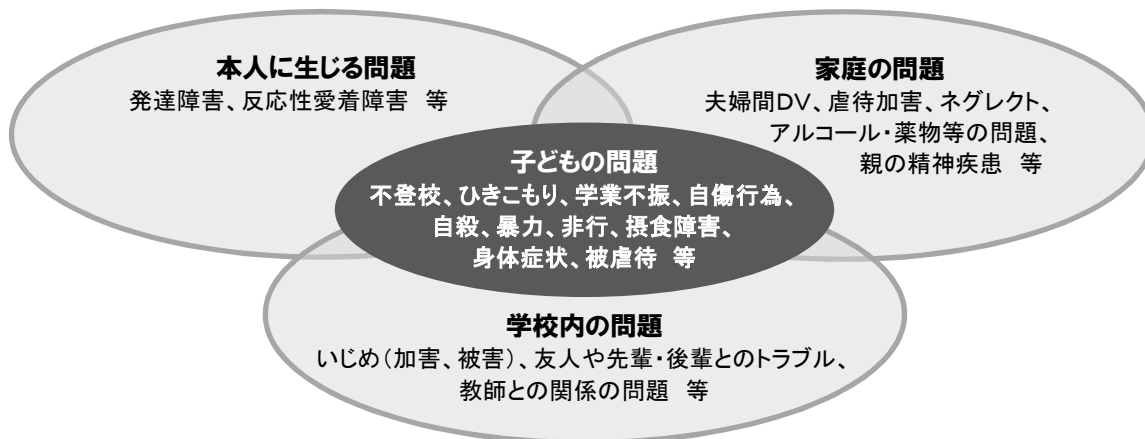 本人に生じる問題
発達障害、反応性愛着障害　等
家庭の問題
夫婦間DV、虐待加害、ネグレクト、
アルコール・薬物等の問題、
親の精神疾患　等
子どもの問題
不登校、ひきこもり、学業不振、自傷行為、
自殺、暴力、非行、摂食障害、
身体症状、被虐待　等
学校内の問題
いじめ（加害、被害）、友人や先輩・後輩とのトラブル、
教師との関係の問題　等